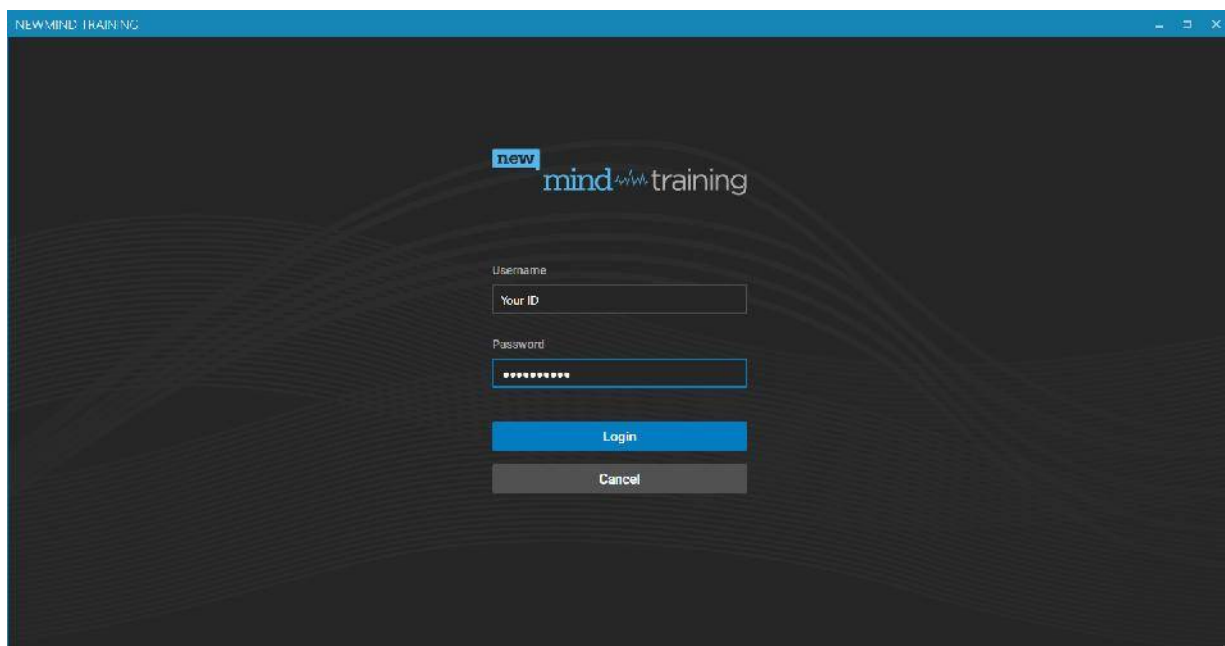 NEWMIND TRAINING
new
mind training
Username
Your ID
Password
••••••••••
Login
Cancel